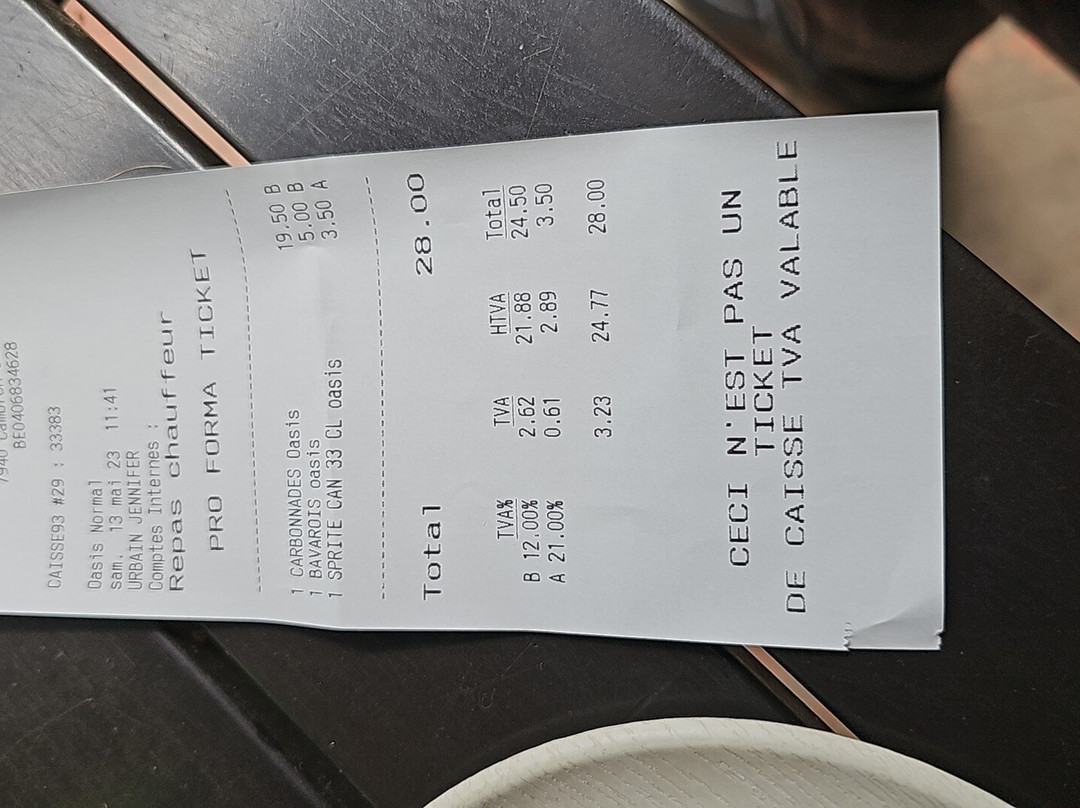 7940
BE0406834628
CAISSE93 #29 : 33383
Oasis Normal
sam. 13 mai 23 11:41
URBAIN JENNIFER
Comptes Internes :
Repas chauffeur
PRO FORMA TICKET
1 CARBONNADES Oasis 19.50 B
1 BAVAROIS oasis 5.00 B
1 SPRITE CAN 33 CL oasis 3.50 A
Total 28.00
TVA% TVA HTVA Total
B 12.00% 2.62 21.88 24.50
A 21.00% 0.61 2.89 3.50
3.23 24.77 28.00
CECI N'EST PAS UN
TICKET
DE CAISSE TVA VALABLE